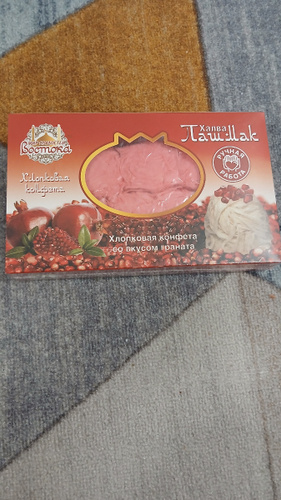 Востока
Халва
ПашМак
РУЧНАЯ
РАБОТА
Хлопковая
конфета
Хлопковая конфета
со вкусом граната